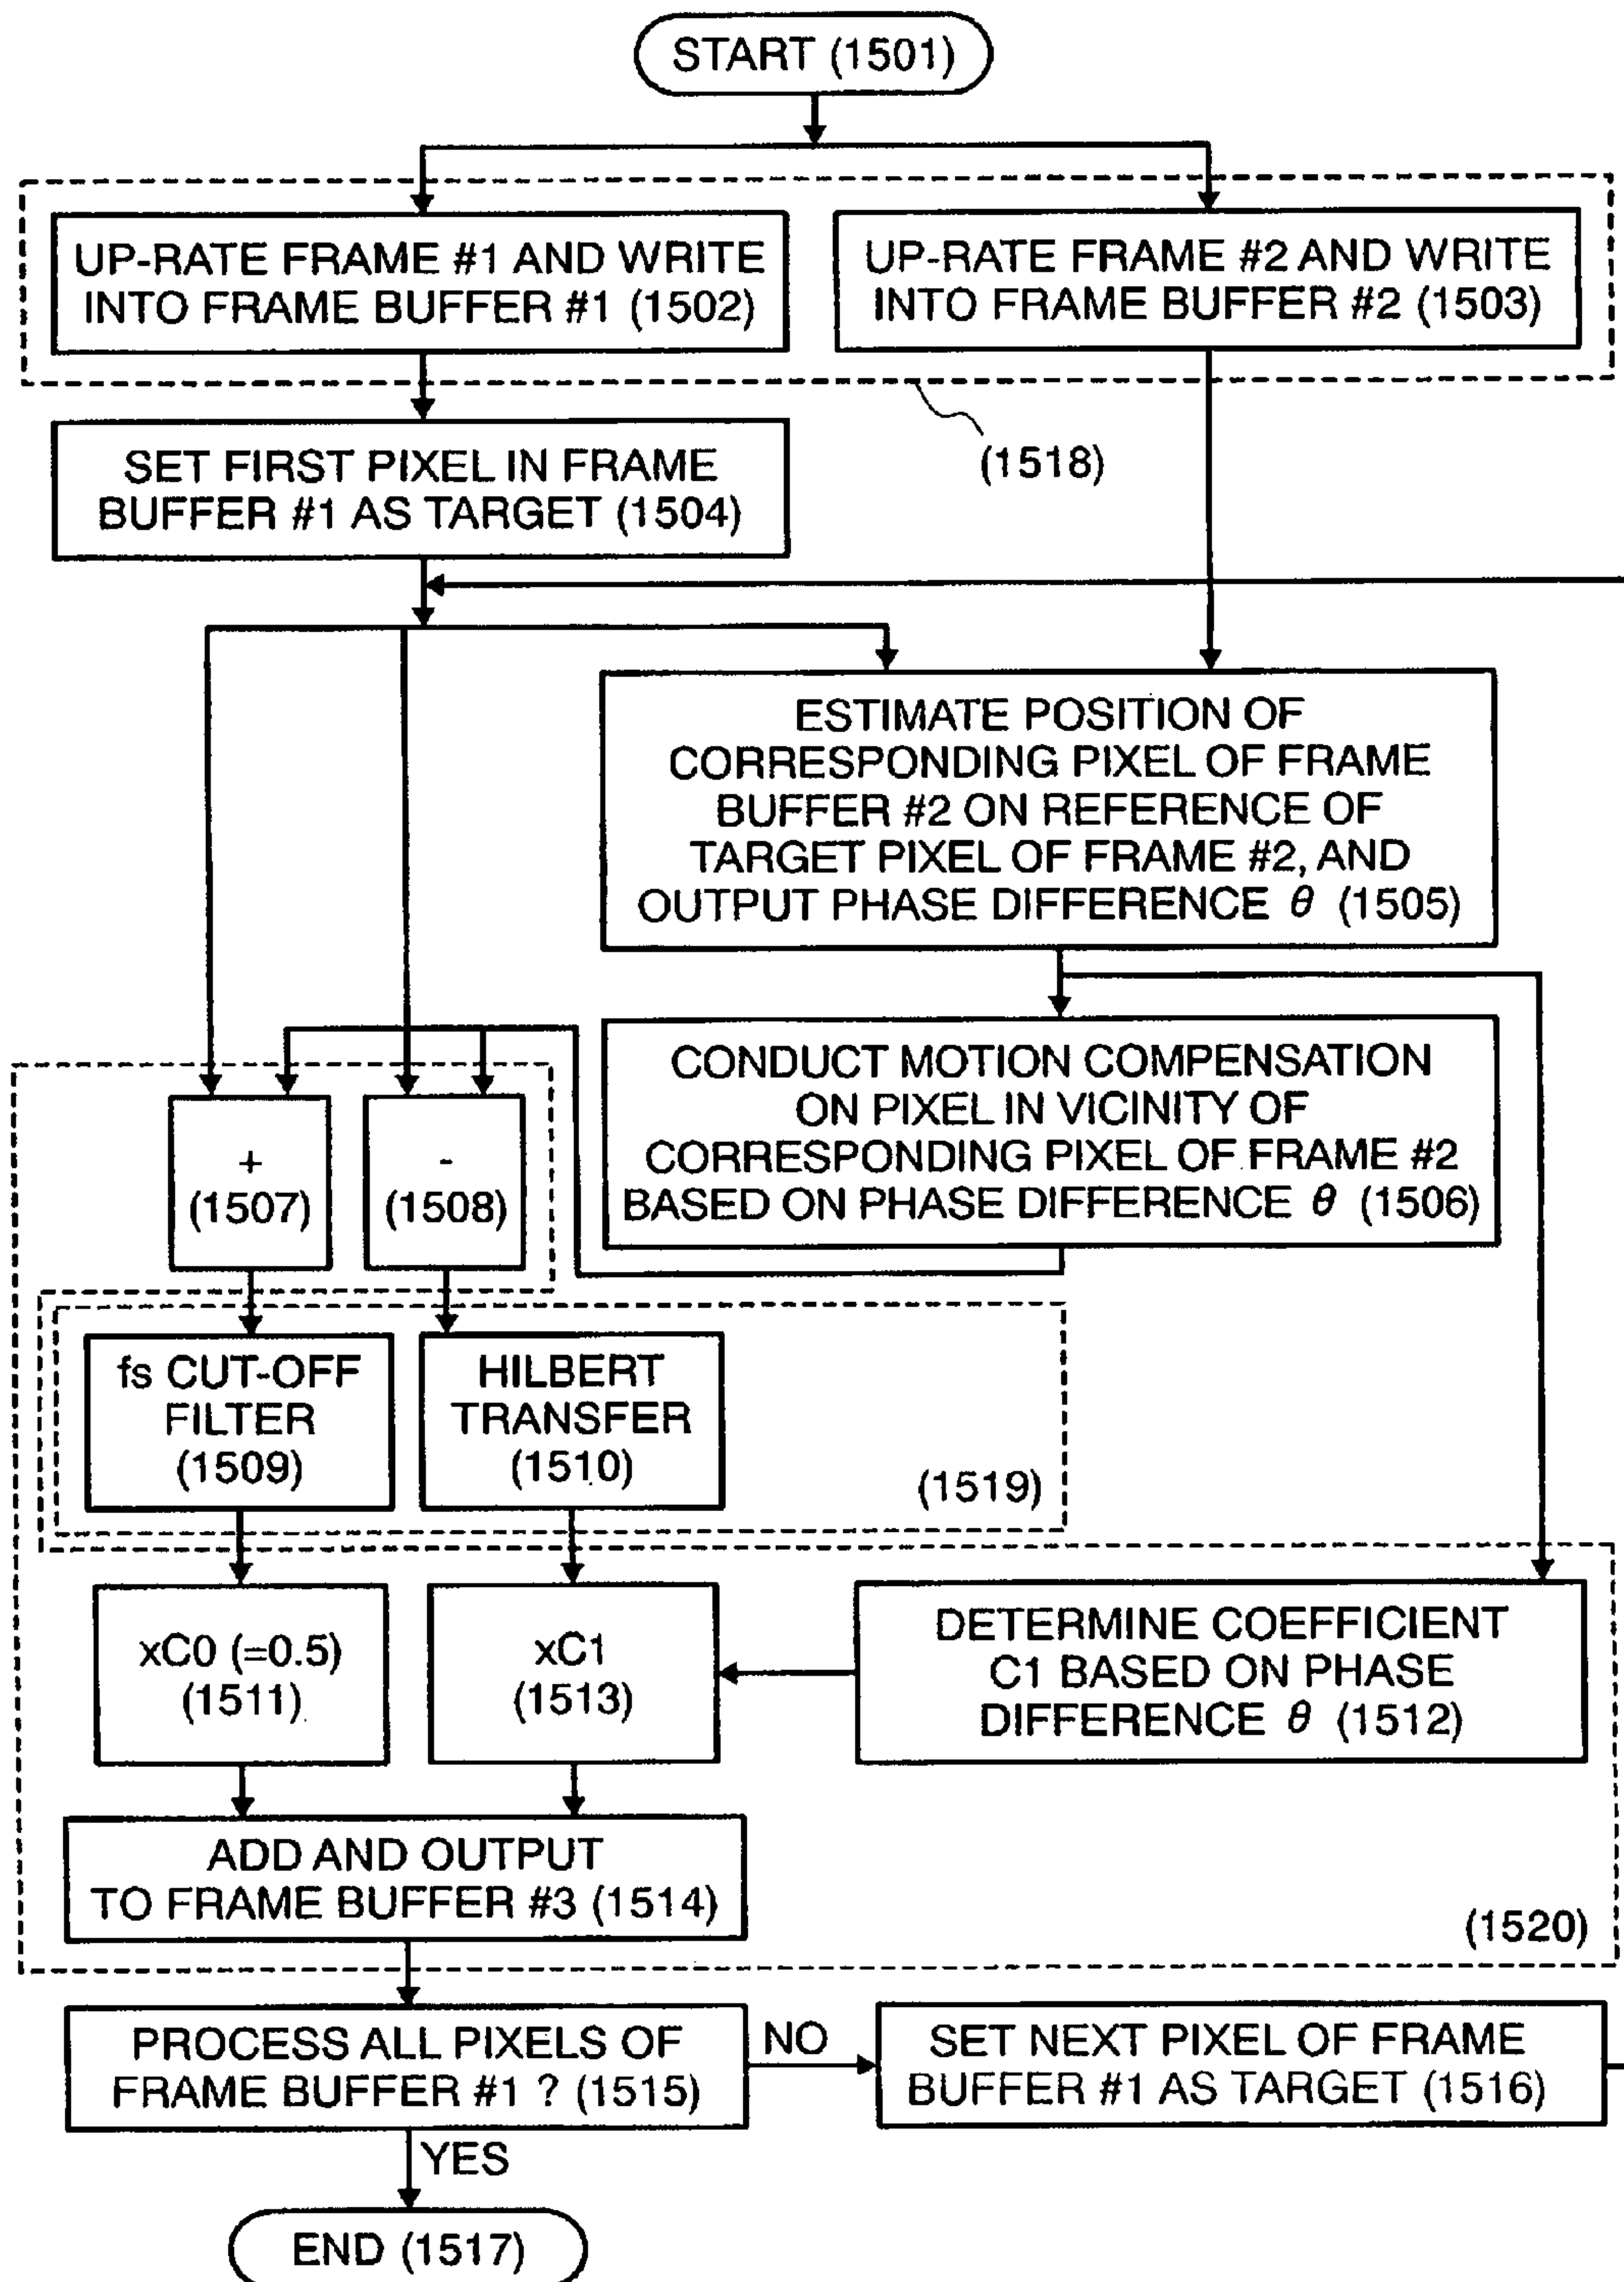 START (1501)
UP-RATE FRAME #1 AND WRITE
INTO FRAME BUFFER #1 (1502)
UP-RATE FRAME #2 AND WRITE
INTO FRAME BUFFER #2 (1503)
(1518)
SET FIRST PIXEL IN FRAME
BUFFER #1 AS TARGET (1504)
ESTIMATE POSITION OF
CORRESPONDING PIXEL OF FRAME
BUFFER #2 ON REFERENCE OF
TARGET PIXEL OF FRAME #2, AND
OUTPUT PHASE DIFFERENCE θ (1505)
CONDUCT MOTION COMPENSATION
ON PIXEL IN VICINITY OF
CORRESPONDING PIXEL OF FRAME #2
BASED ON PHASE DIFFERENCE θ (1506)
+
(1507)
-
(1508)
fs CUT-OFF
FILTER
(1509)
HILBERT
TRANSFER
(1510)
(1519)
xC0 (=0.5)
(1511)
xC1
(1513)
DETERMINE COEFFICIENT
C1 BASED ON PHASE
DIFFERENCE θ (1512)
ADD AND OUTPUT
TO FRAME BUFFER #3 (1514)
(1520)
PROCESS ALL PIXELS OF
FRAME BUFFER #1 ? (1515)
NO
SET NEXT PIXEL OF FRAME
BUFFER #1 AS TARGET (1516)
YES
END (1517)